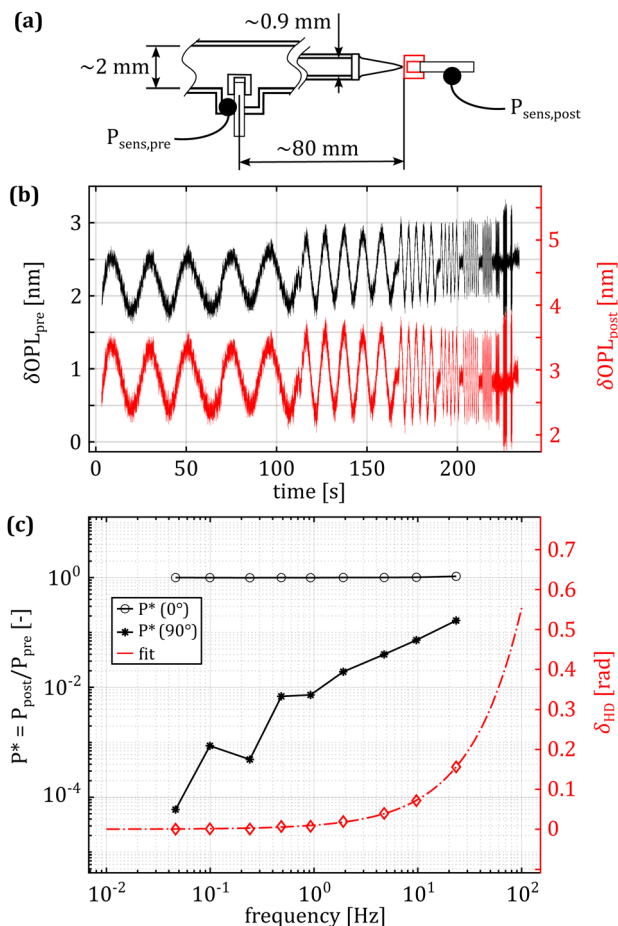 (a)
~0.9 mm
~2 mm
P_sens,pre
P_sens,post
~80 mm
(b)
3
2
1
0
δOPL_pre [nm]
5
4
3
2
δOPL_post [nm]
0 50 100 150 200
time [s]
(c)
10^0
10^-2
10^-4
P* = P_post/P_pre [-]
P* (0°)
P* (90°)
fit
0.7
0.6
0.5
0.4
0.3
0.2
0.1
0
δ_HD [rad]
10^-2 10^-1 10^0 10^1 10^2
frequency [Hz]